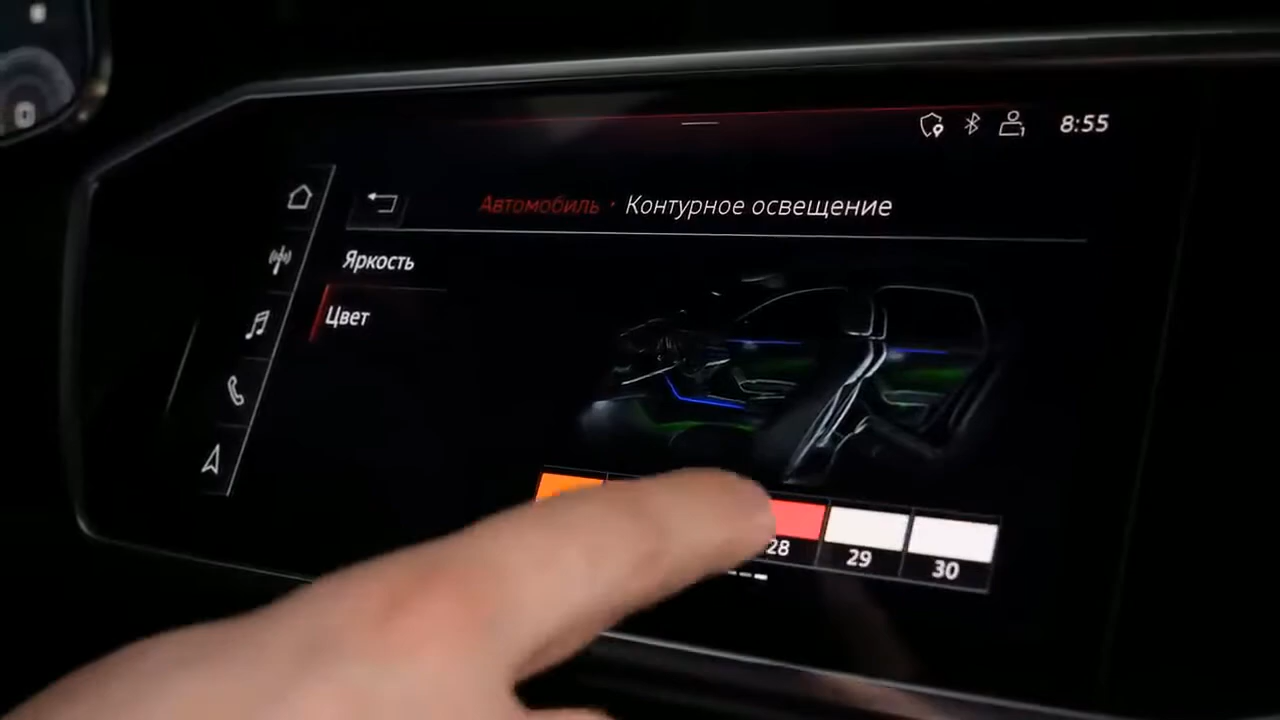 8:55
Автомобиль · Контурное освещение
Яркость
Цвет
28
29
30